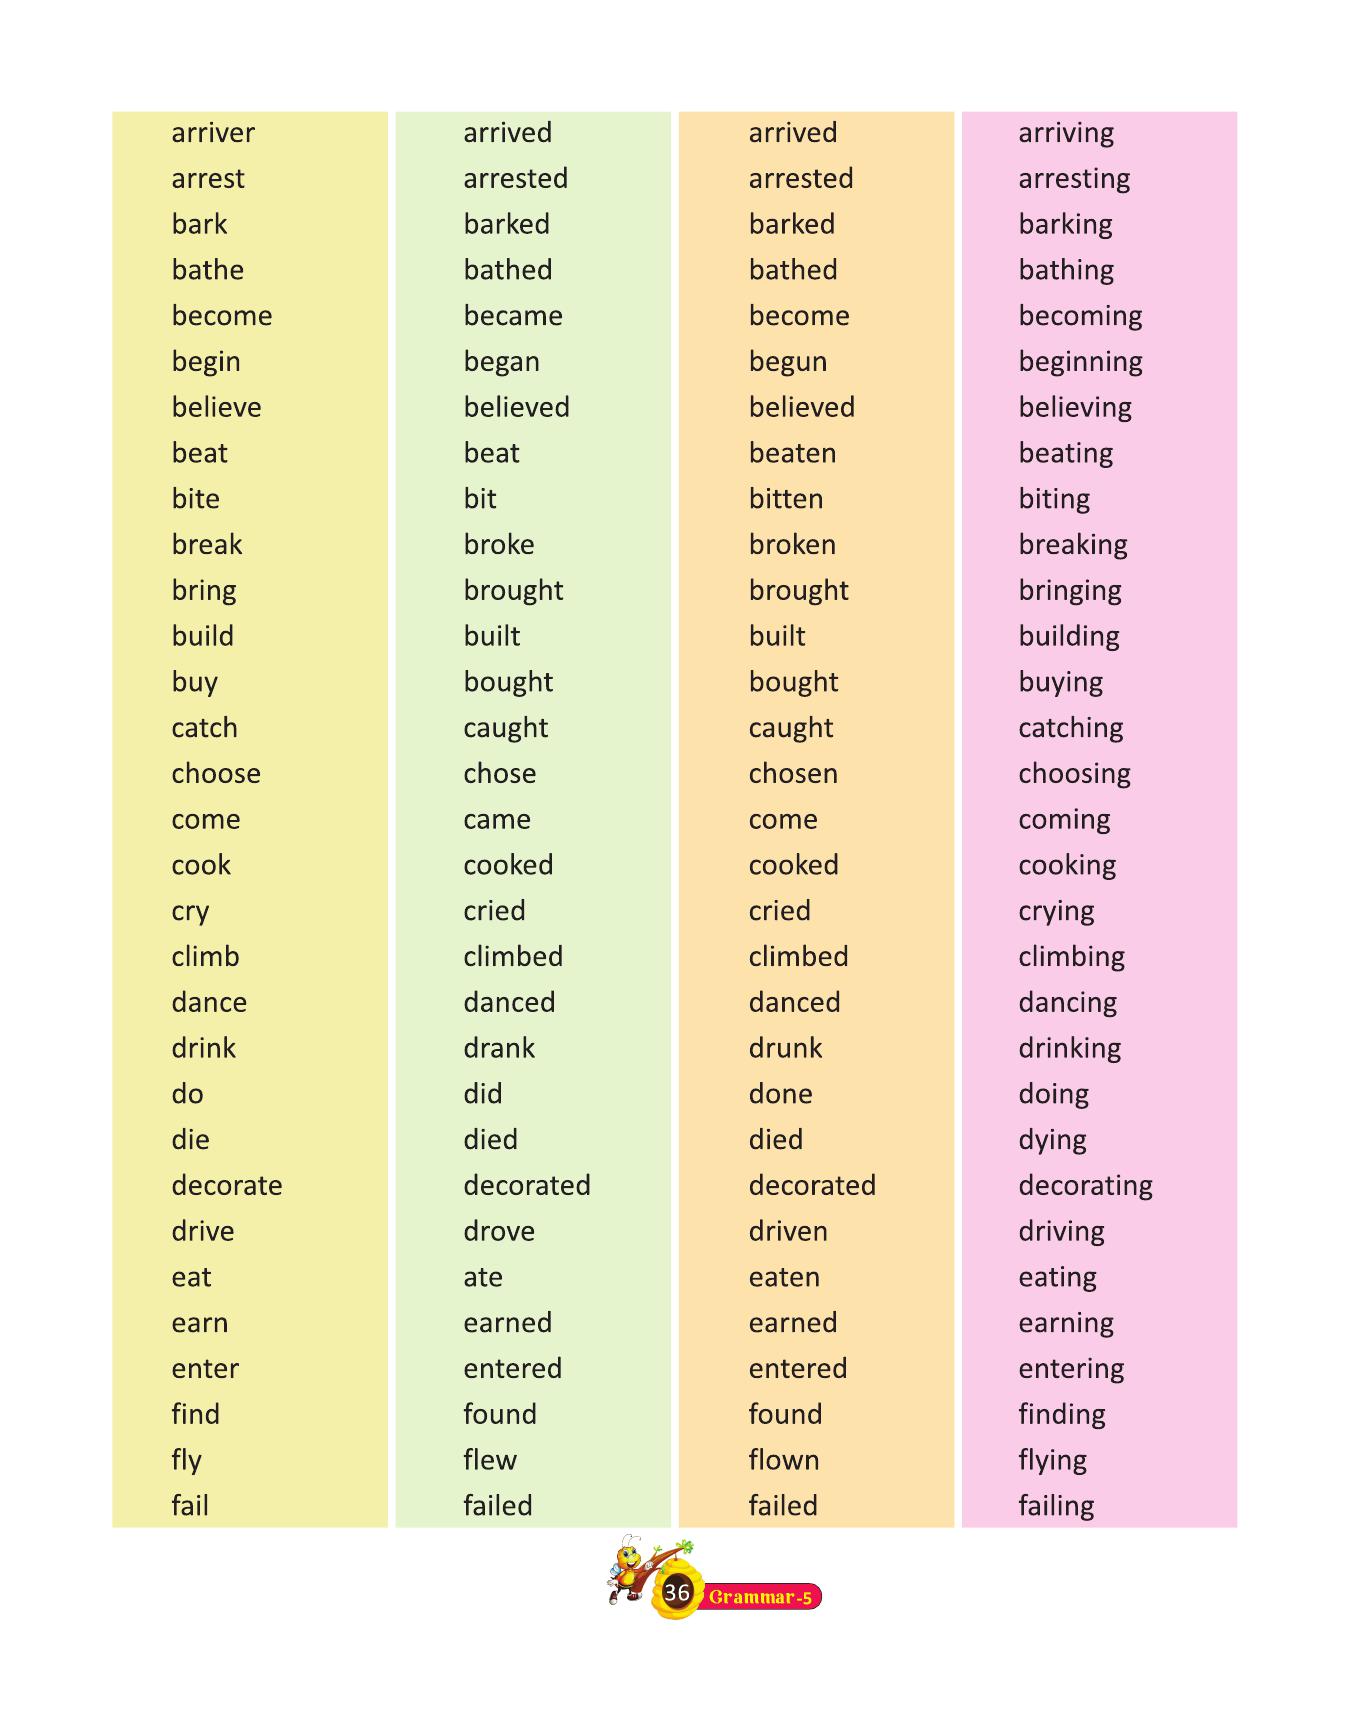 arriver arrived arrived arriving
arrest arrested arrested arresting
bark barked barked barking
bathe bathed bathed bathing
become became become becoming
begin began begun beginning
believe believed believed believing
beat beat beaten beating
bite bit bitten biting
break broke broken breaking
bring brought brought bringing
build built built building
buy bought bought buying
catch caught caught catching
choose chose chosen choosing
come came come coming
cook cooked cooked cooking
cry cried cried crying
climb climbed climbed climbing
dance danced danced dancing
drink drank drunk drinking
do did done doing
die died died dying
decorate decorated decorated decorating
drive drove driven driving
eat ate eaten eating
earn earned earned earning
enter entered entered entering
find found found finding
fly flew flown flying
fail failed failed failing
36 Grammar-5